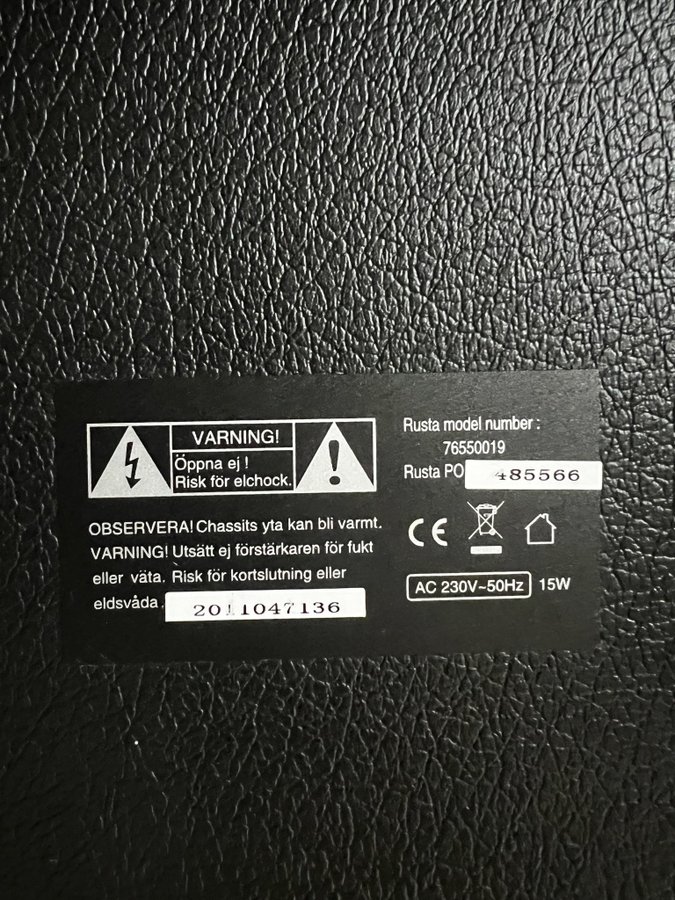 VARNING!
Öppna ej !
Risk för elchock.
OBSERVERA! Chassits yta kan bli varmt.
VARNING! Utsätt ej förstärkaren för fukt
eller väta. Risk för kortslutning eller
eldsvåda.
2011047136
Rusta model number :
76550019
Rusta PO 485566
CE
AC 230V~50Hz 15W